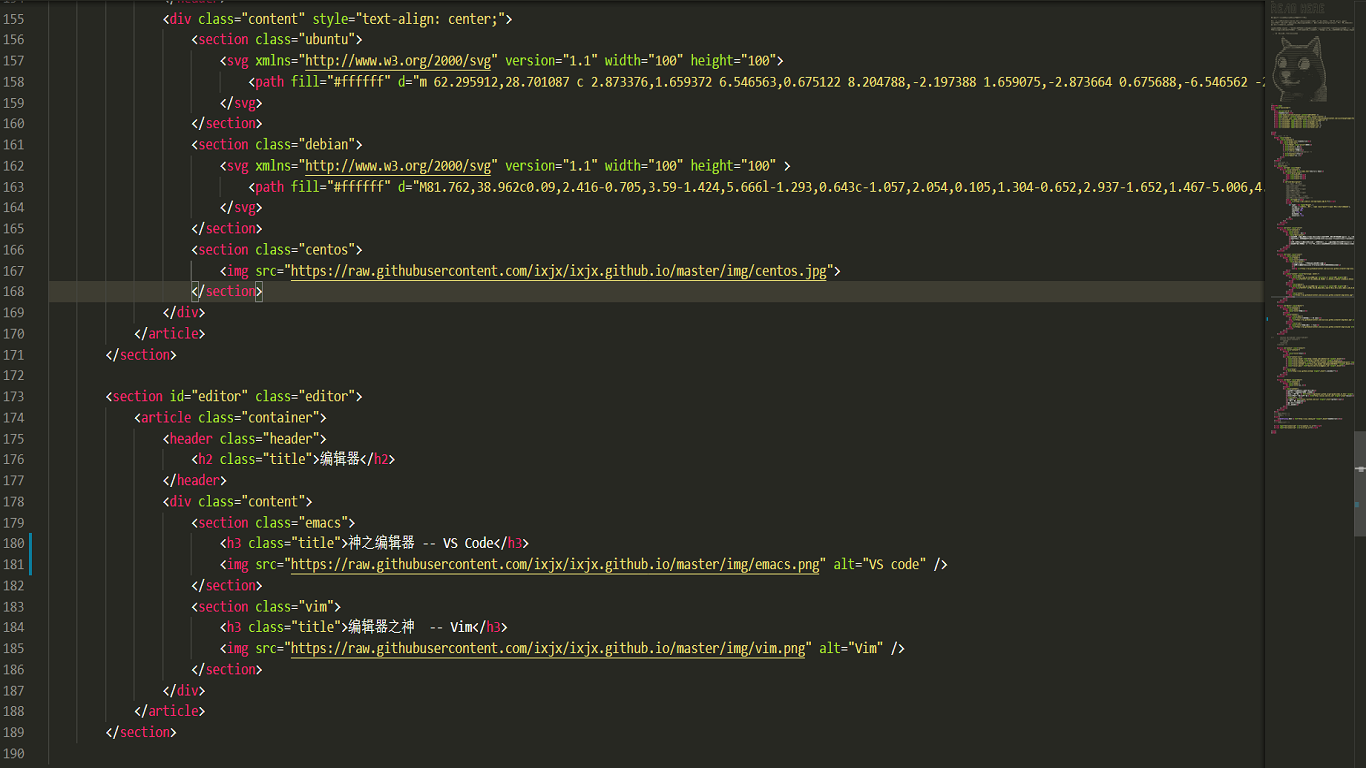 155 <div class="content" style="text-align: center;">
156 <section class="ubuntu">
157 <svg xmlns="http://www.w3.org/2000/svg" version="1.1" width="100" height="100">
158 <path fill="#ffffff" d="m 62.295912,28.701087 c 2.873376,1.659372 6.546563,0.675122 8.204788,-2.197388 1.659075,-2.873664 0.675688,-6.546562
159 </svg>
160 </section>
161 <section class="debian">
162 <svg xmlns="http://www.w3.org/2000/svg" version="1.1" width="100" height="100" >
163 <path fill="#ffffff" d="M81.762,38.962c0.09,2.416-0.705,3.59-1.424,5.666l-1.293,0.643c-1.057,2.054,0.105,1.304-0.652,2.937-1.652,1.467-5.006,4.
164 </svg>
165 </section>
166 <section class="centos">
167 <img src="https://raw.githubusercontent.com/ixjx/ixjx.github.io/master/img/centos.jpg">
168 </section>
169 </div>
170 </article>
171 </section>
172
173 <section id="editor" class="editor">
174 <article class="container">
175 <header class="header">
176 <h2 class="title">编辑器</h2>
177 </header>
178 <div class="content">
179 <section class="emacs">
180 <h3 class="title">神之编辑器 -- VS Code</h3>
181 <img src="https://raw.githubusercontent.com/ixjx/ixjx.github.io/master/img/emacs.png" alt="VS code" />
182 </section>
183 <section class="vim">
184 <h3 class="title">编辑器之神  -- Vim</h3>
185 <img src="https://raw.githubusercontent.com/ixjx/ixjx.github.io/master/img/vim.png" alt="Vim" />
186 </section>
187 </div>
188 </article>
189 </section>
190